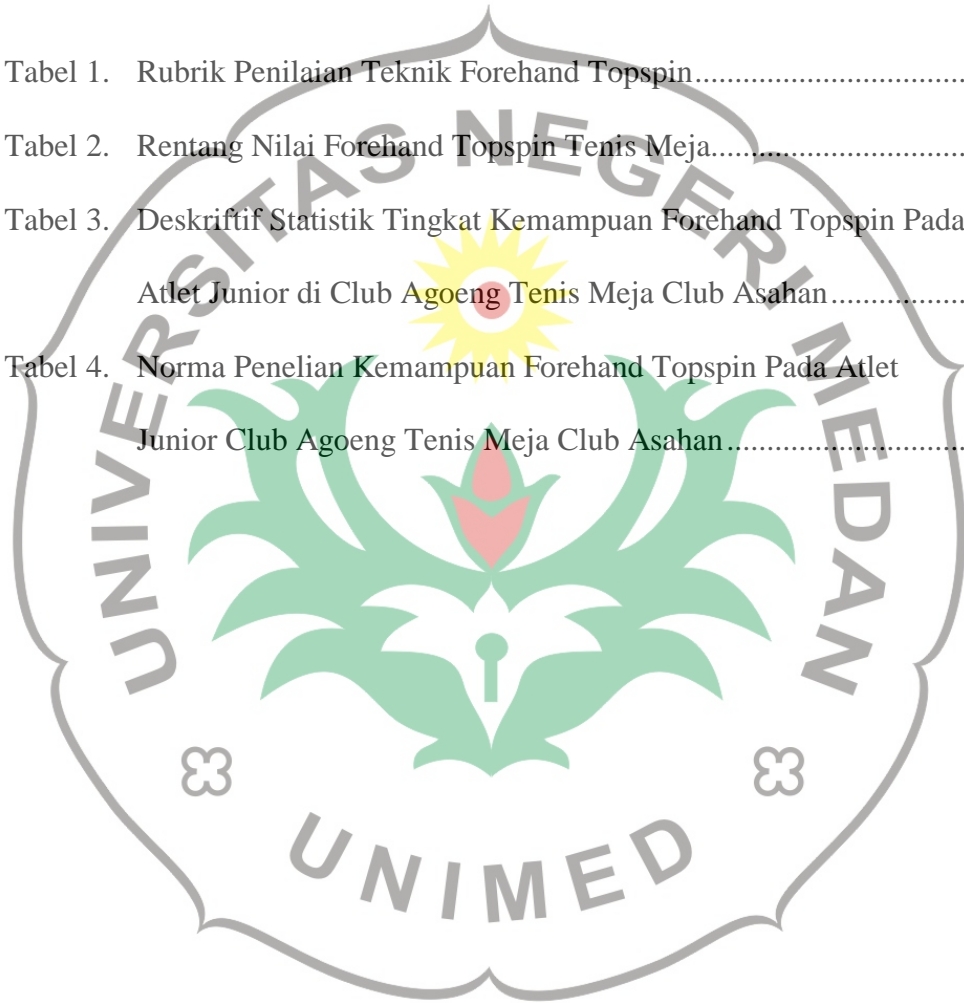 Tabel 1. Rubrik Penilaian Teknik Forehand Topspin..................................
Tabel 2. Rentang Nilai Forehand Topspin Tenis Meja................................
Tabel 3. Deskriftif Statistik Tingkat Kemampuan Forehand Topspin Pada
Atlet Junior di Club Agoeng Tenis Meja Club Asahan.................
Tabel 4. Norma Penelian Kemampuan Forehand Topspin Pada Atlet
Junior Club Agoeng Tenis Meja Club Asahan..............................
UNIVERSITAS NEGERI MEDAN
UNIMED